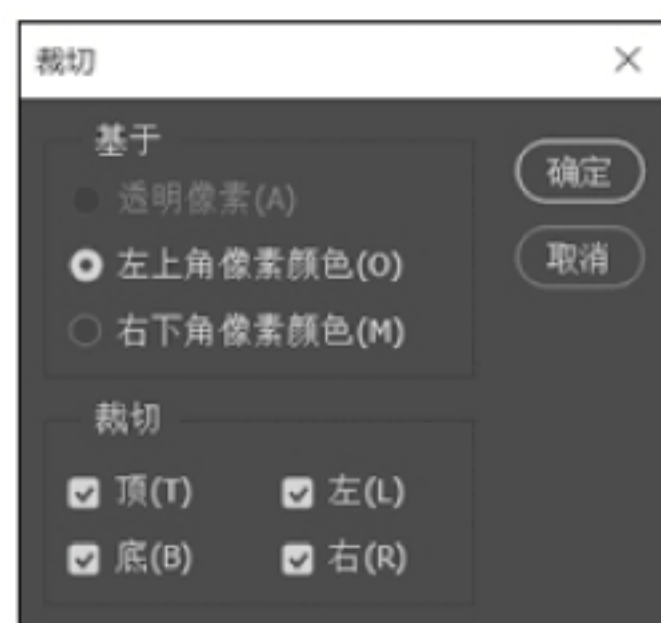 裁切
基于
透明像素(A)
左上角像素颜色(O)
右下角像素颜色(M)
确定
取消
裁切
顶(T)
左(L)
底(B)
右(R)